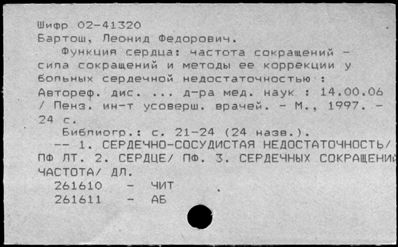 Шифр 02-41320
Бартош, Леонид Федорович.
Функция сердца: частота сокращений -
сила сокращений и методы ее коррекции у
больных сердечной недостаточностью :
Автореф. дис. ... д-ра мед. наук : 14.00.06
/ Пенз. ин-т усоверш. врачей. - М., 1997. -
24 с.
Библиогр.: с. 21-24 (24 назв.).
-- 1. СЕРДЕЧНО-СОСУДИСТАЯ НЕДОСТАТОЧНОСТЬ/
ПФ ЛТ. 2. СЕРДЦЕ/ ПФ. 3. СЕРДЕЧНЫХ СОКРАЩЕНИ
ЧАСТОТА/ ДЛ.
261610 - ЧИТ
261611 - АБ